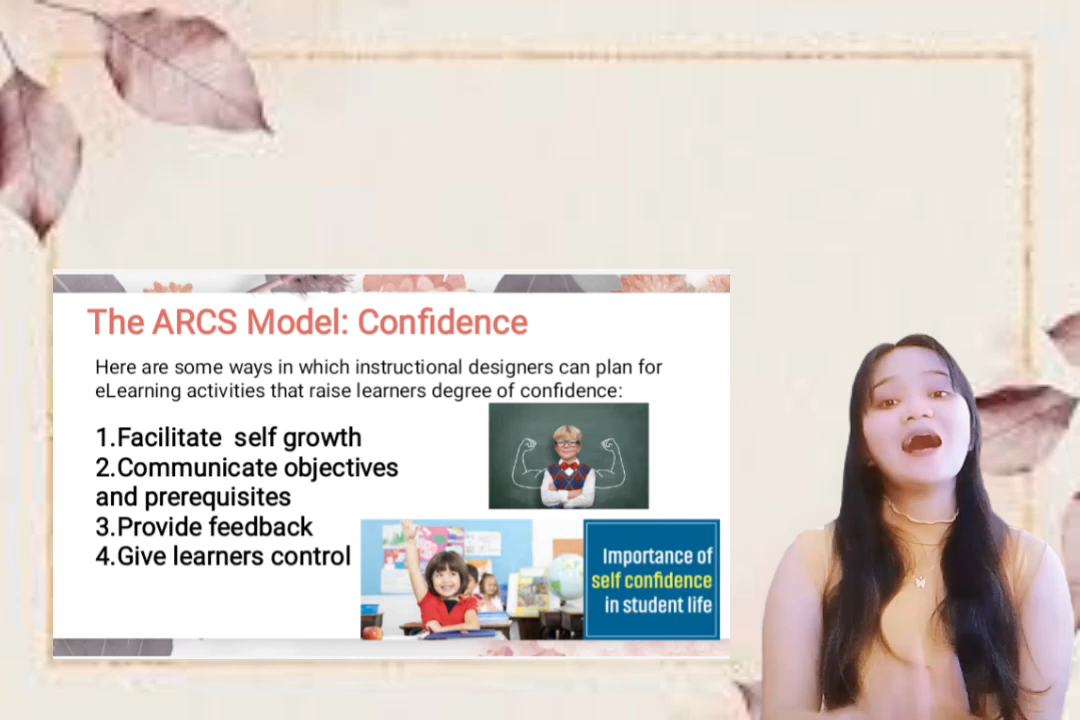 The ARCS Model: Confidence
Here are some ways in which instructional designers can plan for
eLearning activities that raise learners degree of confidence:
1.Facilitate self growth
2.Communicate objectives
and prerequisites
3.Provide feedback
4.Give learners control
Importance of
self confidence
in student life